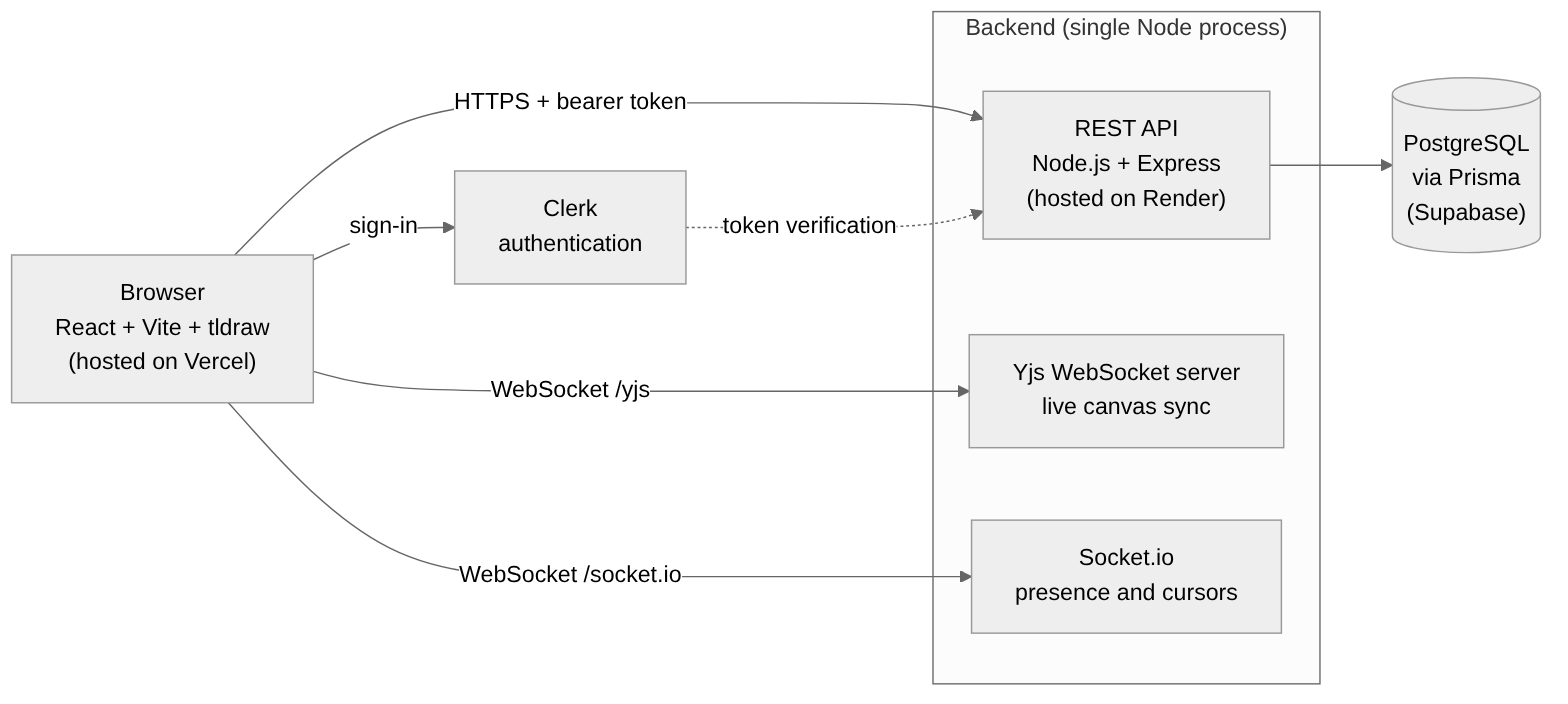 Backend (single Node process)
HTTPS + bearer token
REST API
Node.js + Express
(hosted on Render)
PostgreSQL
via Prisma
(Supabase)
Clerk
authentication
sign-in
token verification
Browser
React + Vite + tldraw
(hosted on Vercel)
WebSocket /yjs
Yjs WebSocket server
live canvas sync
WebSocket /socket.io
Socket.io
presence and cursors